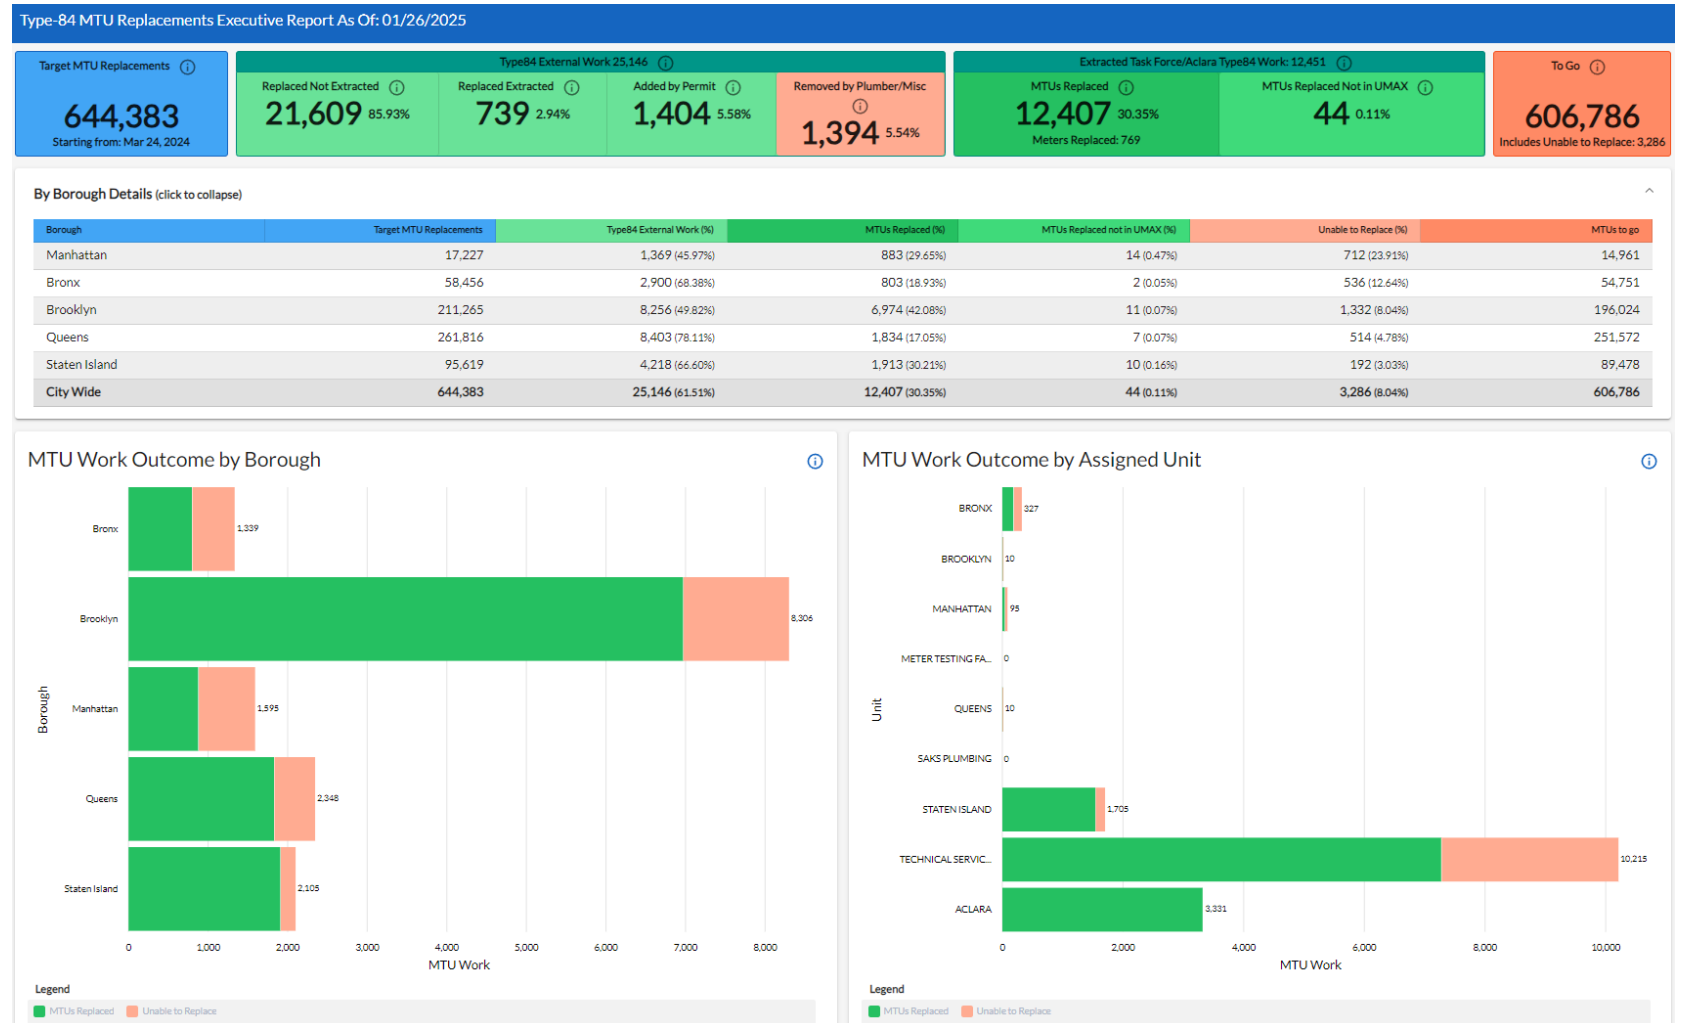 Type-84 MTU Replacements Executive Report As Of: 01/26/2025
Target MTU Replacements
644,383
Starting from: Mar 24, 2024
Type84 External Work 25,146
Replaced Not Extracted
21,609 85.93%
Replaced Extracted
739 2.94%
Added by Permit
1,404 5.58%
Removed by Plumber/Misc
1,394 5.54%
Extracted Task Force/Aclara Type84 Work: 12,451
MTUs Replaced
12,407 30.35%
Meters Replaced: 769
MTUs Replaced Not in UMAX
44 0.11%
To Go
606,786
Includes Unable to Replace: 3,286
By Borough Details (click to collapse)
Borough Target MTU Replacements Type84 External Work (%) MTUs Replaced (%) MTUs Replaced not in UMAX (%) Unable to Replace (%) MTUs to go
Manhattan 17,227 1,369 (45.97%) 883 (29.65%) 14 (0.47%) 712 (23.91%) 14,961
Bronx 58,456 2,900 (68.38%) 803 (18.93%) 2 (0.05%) 536 (12.64%) 54,751
Brooklyn 211,265 8,256 (49.82%) 6,974 (42.08%) 11 (0.07%) 1,332 (8.04%) 196,024
Queens 261,816 8,403 (78.11%) 1,834 (17.05%) 7 (0.07%) 514 (4.78%) 251,572
Staten Island 95,619 4,218 (66.60%) 1,913 (30.21%) 10 (0.16%) 192 (3.03%) 89,478
City Wide 644,383 25,146 (61.51%) 12,407 (30.35%) 44 (0.11%) 3,286 (8.04%) 606,786
MTU Work Outcome by Borough
Bronx 1,339
Brooklyn 8,306
Manhattan 1,595
Queens 2,348
Staten Island 2,105
Borough
0 1,000 2,000 3,000 4,000 5,000 6,000 7,000 8,000
MTU Work
Legend
MTUs Replaced Unable to Replace
MTU Work Outcome by Assigned Unit
BRONX 327
BROOKLYN 10
MANHATTAN 95
METER TESTING FA... 0
QUEENS 10
SAKS PLUMBING 0
STATEN ISLAND 1,705
TECHNICAL SERVIC... 10,215
ACLARA 3,331
Unit
0 2,000 4,000 6,000 8,000 10,000
MTU Work
Legend
MTUs Replaced Unable to Replace